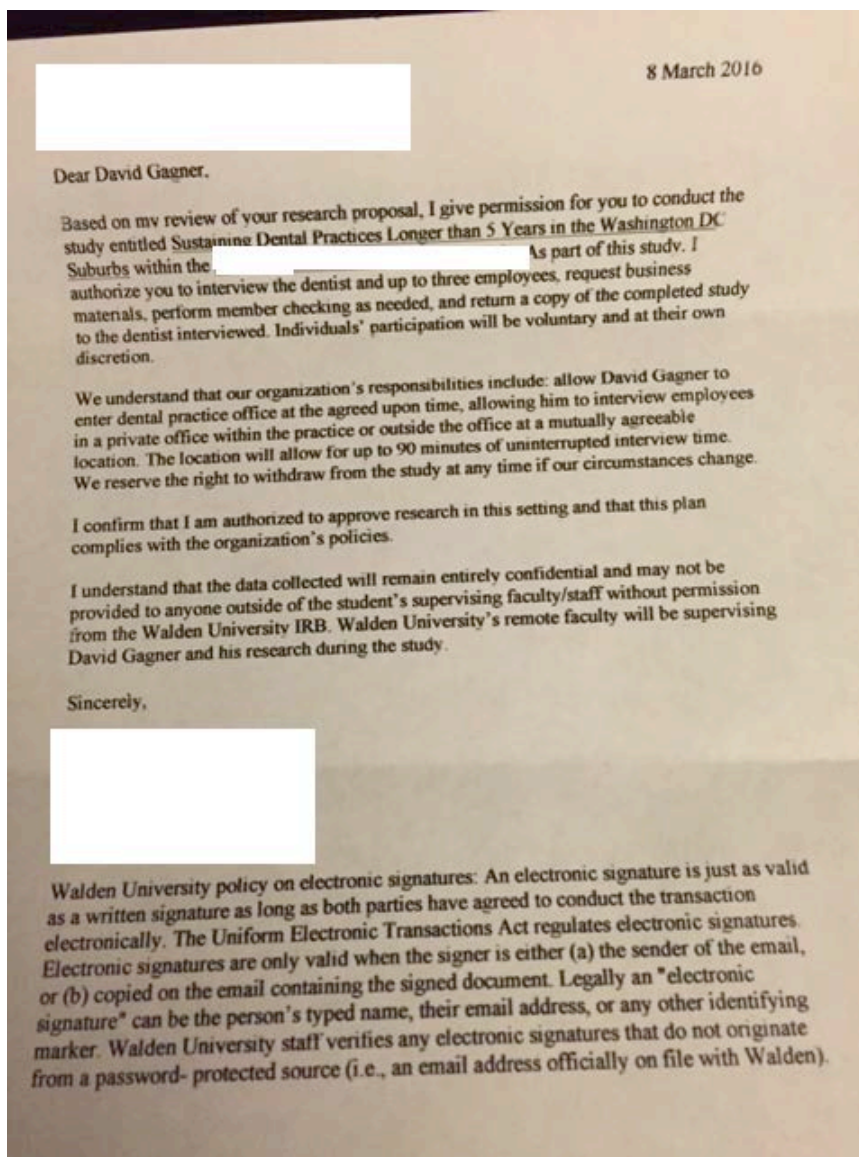 8 March 2016
Dear David Gagner,
Based on my review of your research proposal, I give permission for you to conduct the
study entitled Sustaining Dental Practices Longer than 5 Years in the Washington DC
Suburbs within the As part of this study, I
authorize you to interview the dentist and up to three employees, request business
materials, perform member checking as needed, and return a copy of the completed study
to the dentist interviewed. Individuals' participation will be voluntary and at their own
discretion.
We understand that our organization's responsibilities include: allow David Gagner to
enter dental practice office at the agreed upon time, allowing him to interview employees
in a private office within the practice or outside the office at a mutually agreeable
location. The location will allow for up to 90 minutes of uninterrupted interview time.
We reserve the right to withdraw from the study at any time if our circumstances change.
I confirm that I am authorized to approve research in this setting and that this plan
complies with the organization's policies.
I understand that the data collected will remain entirely confidential and may not be
provided to anyone outside of the student's supervising faculty/staff without permission
from the Walden University IRB. Walden University's remote faculty will be supervising
David Gagner and his research during the study.
Sincerely,
Walden University policy on electronic signatures: An electronic signature is just as valid
as a written signature as long as both parties have agreed to conduct the transaction
electronically. The Uniform Electronic Transactions Act regulates electronic signatures.
Electronic signatures are only valid when the signer is either (a) the sender of the email,
or (b) copied on the email containing the signed document. Legally an "electronic
signature" can be the person's typed name, their email address, or any other identifying
marker. Walden University staff verifies any electronic signatures that do not originate
from a password- protected source (i.e., an email address officially on file with Walden).